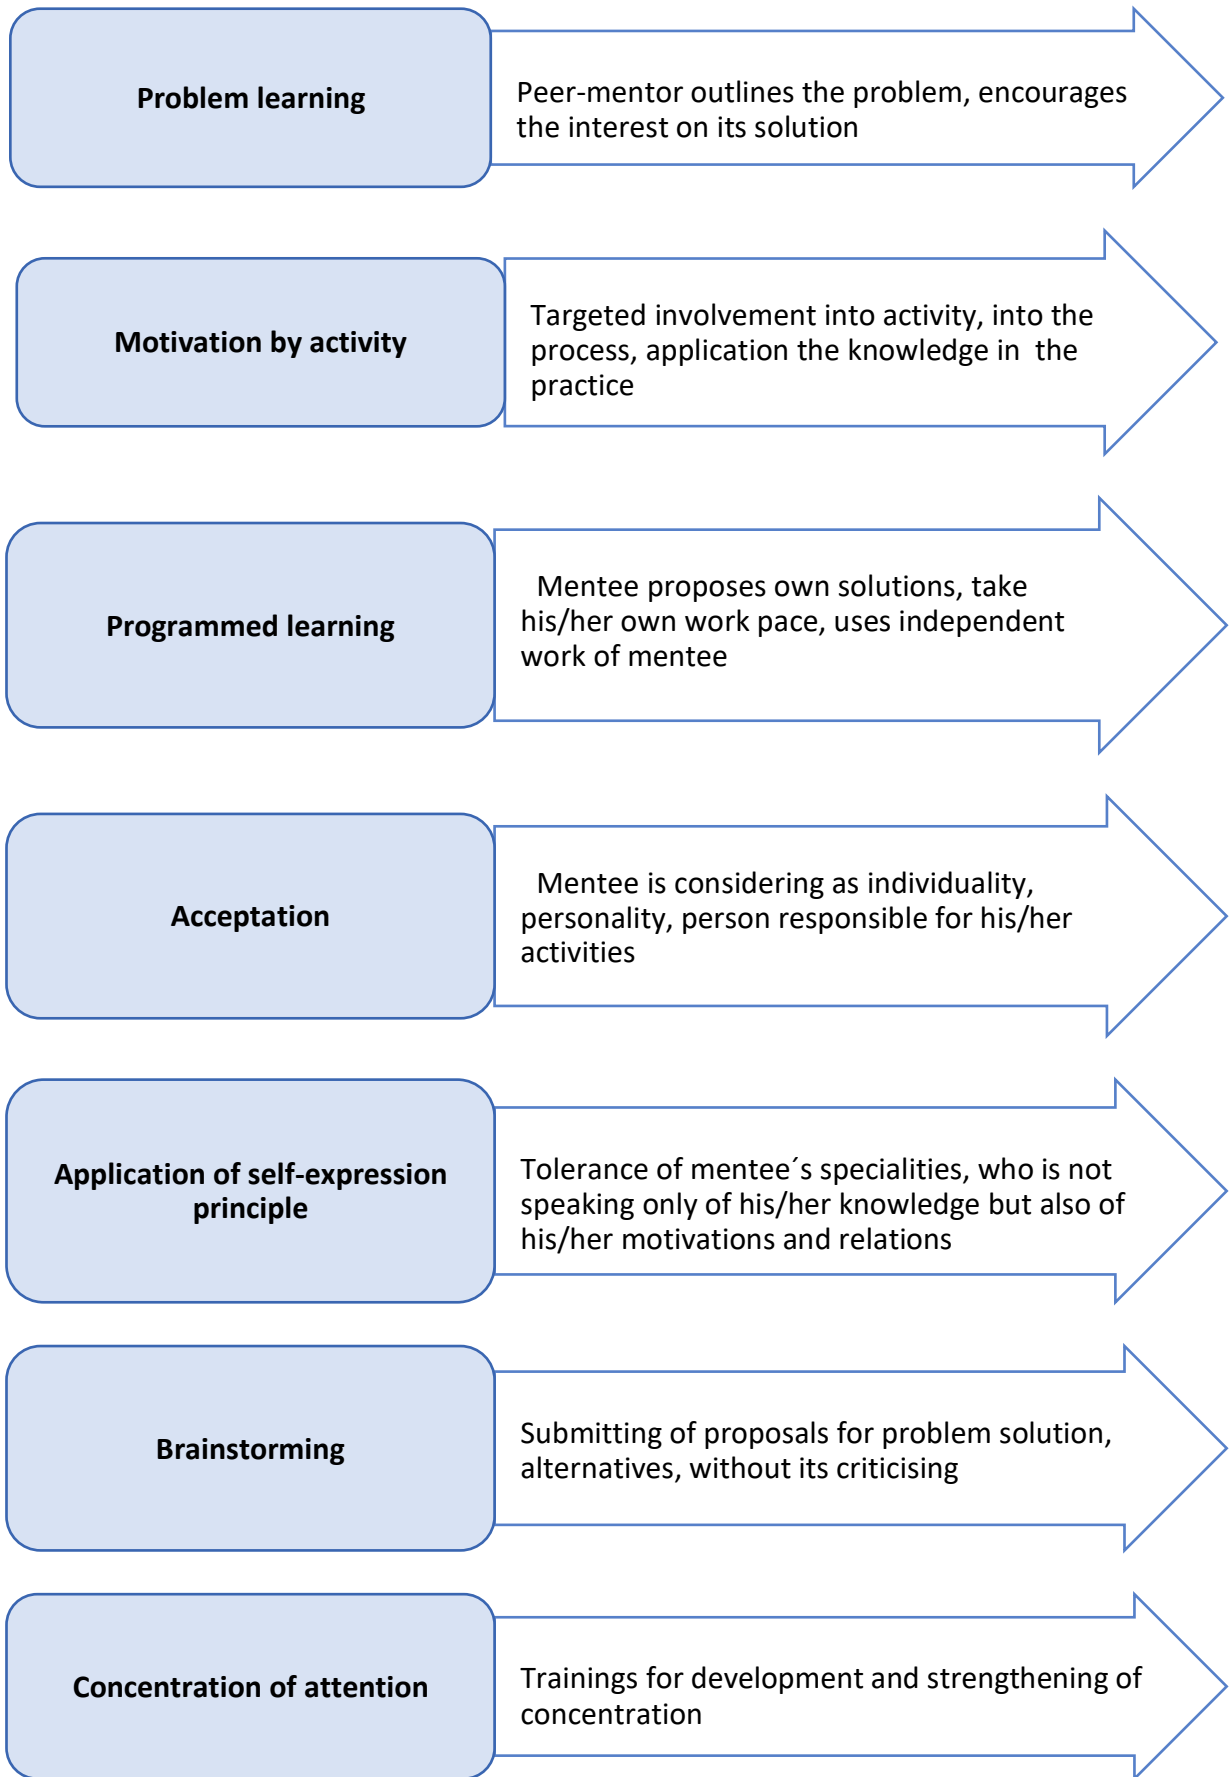 Problem learning
Peer-mentor outlines the problem, encourages
the interest on its solution
Motivation by activity
Targeted involvement into activity, into the
process, application the knowledge in  the
practice
Programmed learning
Mentee proposes own solutions, take
his/her own work pace, uses independent
work of mentee
Acceptation
Mentee is considering as individuality,
personality, person responsible for his/her
activities
Application of self-expression
principle
Tolerance of mentee´s specialities, who is not
speaking only of his/her knowledge but also of
his/her motivations and relations
Brainstorming
Submitting of proposals for problem solution,
alternatives, without its criticising
Concentration of attention
Trainings for development and strengthening of
concentration